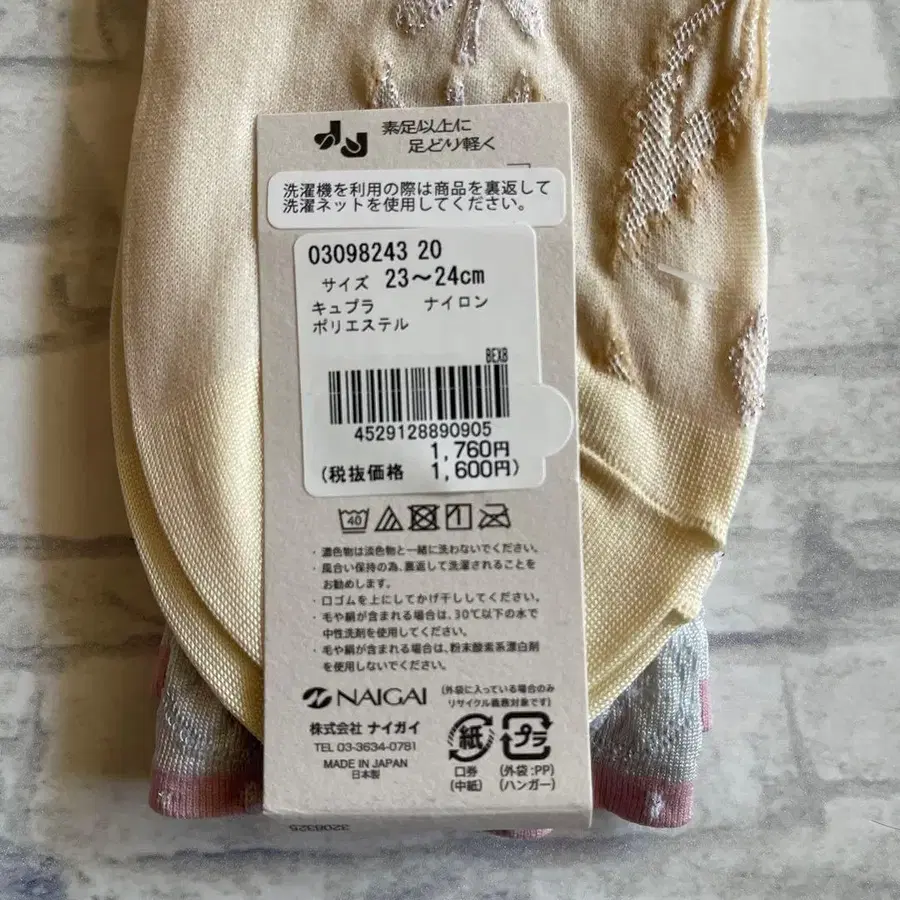 素足以上に
足どり軽く
洗濯機を利用の際は商品を裏返して
洗濯ネットを使用してください。
03098243 20
サイズ 23～24cm
キュプラ ナイロン
ポリエステル
BEXB
4529128890905
1,760円
(税抜価格 1,600円)
40
・濃色物は淡色物と一緒に洗わないでください。
・風合い保持の為、裏返して洗濯されることを
お勧めします。
・口ゴムを上にしてかげ干ししてください。
・毛や絹が含まれる場合は、30℃以下の水で
中性洗剤を使用してください。
・毛や絹が含まれる場合は、粉末酸素系漂白剤
を使用しないでください。
NAIGAI
(外袋に入っている場合のみ
リサイクル義務対象です)
株式会社 ナイガイ
TEL 03-3634-0781
MADE IN JAPAN
日本製
紙
口券
(中紙)
プラ
(外袋:PP)
(ハンガー)